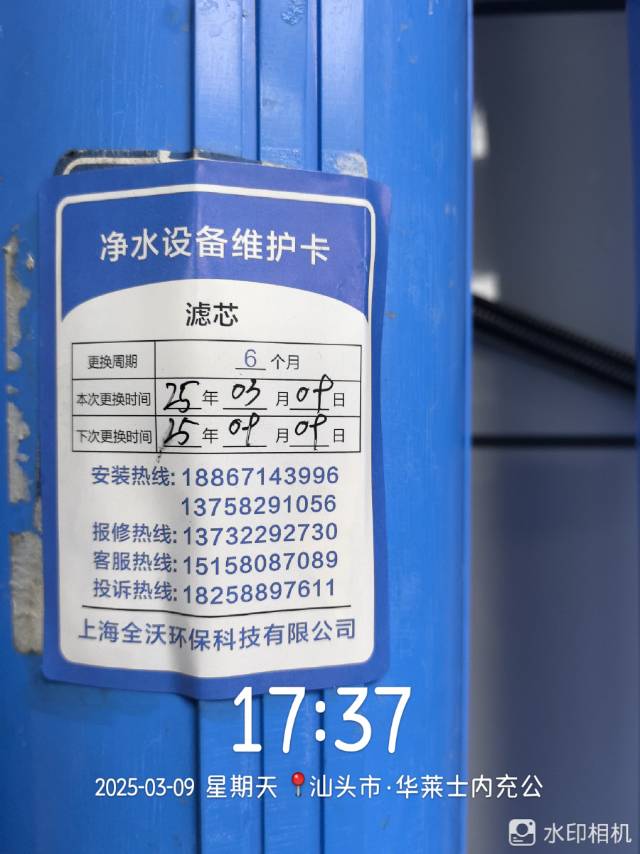 净水设备维护卡
滤芯
更换周期 6 个月
本次更换时间 25 年 03 月 09 日
下次更换时间 25 年 09 月 09 日
安装热线: 18867143996
13758291056
报修热线: 13732292730
客服热线: 15158087089
投诉热线: 18258897611
上海全沃环保科技有限公司
17:37
2025-03-09 星期天 汕头市·华莱士内充公
水印相机